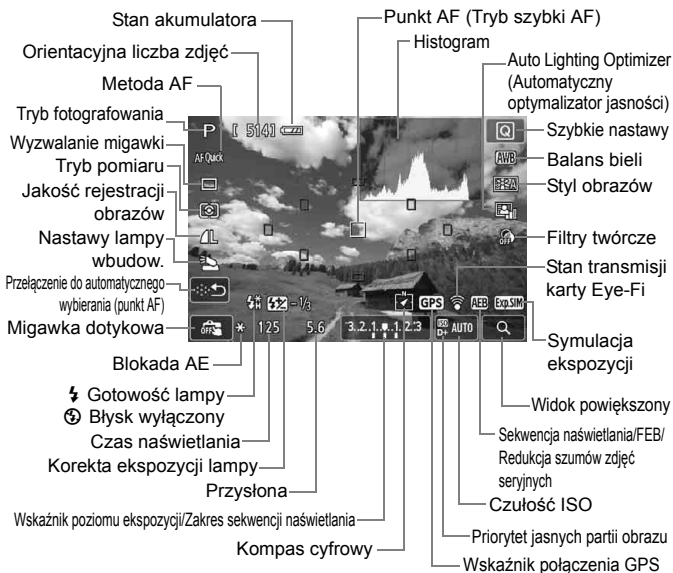 Stan akumulatora
Orientacyjna liczba zdjęć
Metoda AF
Tryb fotografowania
Wyzwalanie migawki
Tryb pomiaru
Jakość rejestracji
obrazów
Nastawy lampy
wbudow.
Przełączenie do automatycznego
wybierania (punkt AF)
Migawka dotykowa
Blokada AE
Gotowość lampy
Błysk wyłączony
Czas naświetlania
Korekta ekspozycji lampy
Przysłona
Wskaźnik poziomu ekspozycji/Zakres sekwencji naświetlania
Kompas cyfrowy
Punkt AF (Tryb szybki AF)
Histogram
Auto Lighting Optimizer
(Automatyczny
optymalizator jasności)
Szybkie nastawy
Balans bieli
Styl obrazów
Filtry twórcze
Stan transmisji
karty Eye-Fi
Symulacja
ekspozycji
Widok powiększony
Sekwencja naświetlania/FEB/
Redukcja szumów zdjęć
seryjnych
Czułość ISO
Priorytet jasnych partii obrazu
Wskaźnik połączenia GPS
P [ 514]
AF Quick
L
OFF
Q
AWB
A
OFF
H
-1/3
N
GPS
AEB
Exp.SIM
* 125 5.6
3..2..1..1..2..3
ISO
D+ AUTO